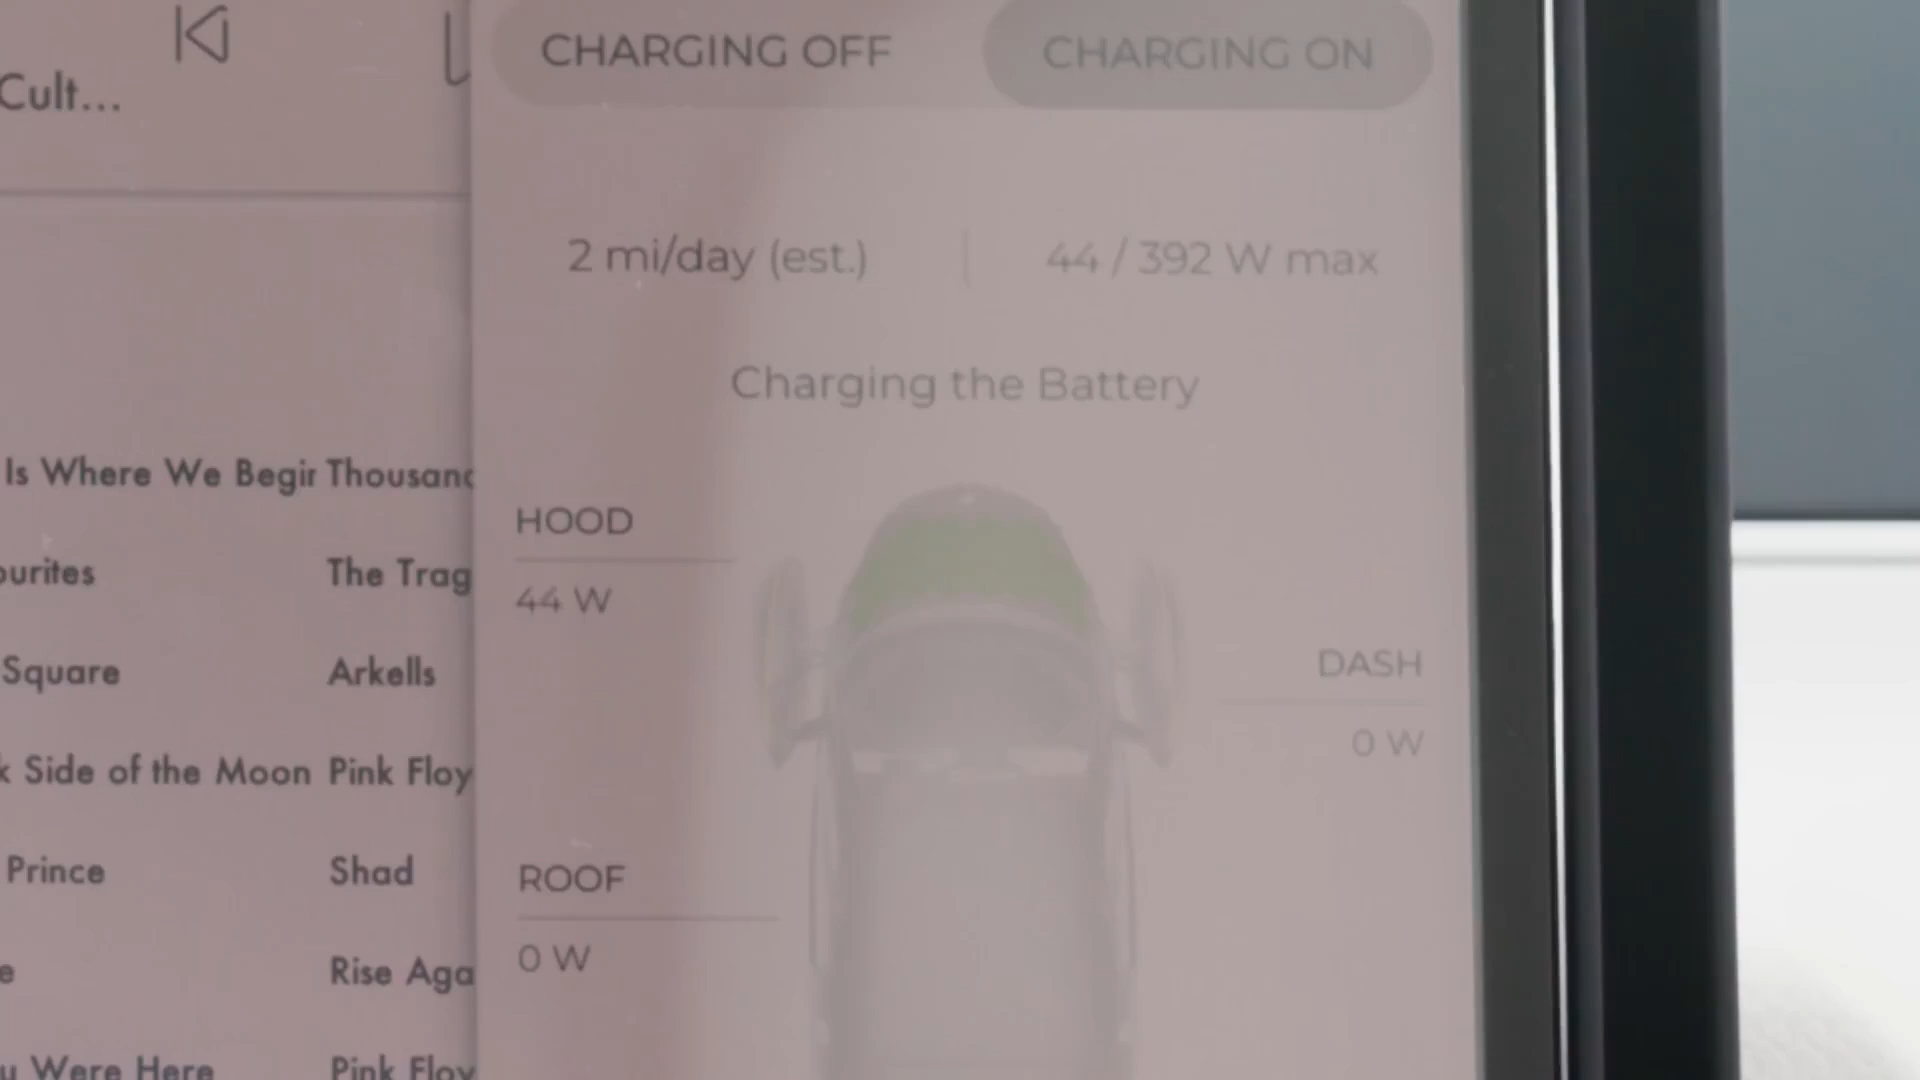 Cult...
Is Where We Begir Thousand
ourites The Trag
Square Arkells
k Side of the Moon Pink Floy
Prince Shad
e Rise Aga
u Were Here Pink Floy
CHARGING OFF CHARGING ON
2 mi/day (est.) | 44 / 392 W max
Charging the Battery
HOOD
44 W
DASH
0 W
ROOF
0 W